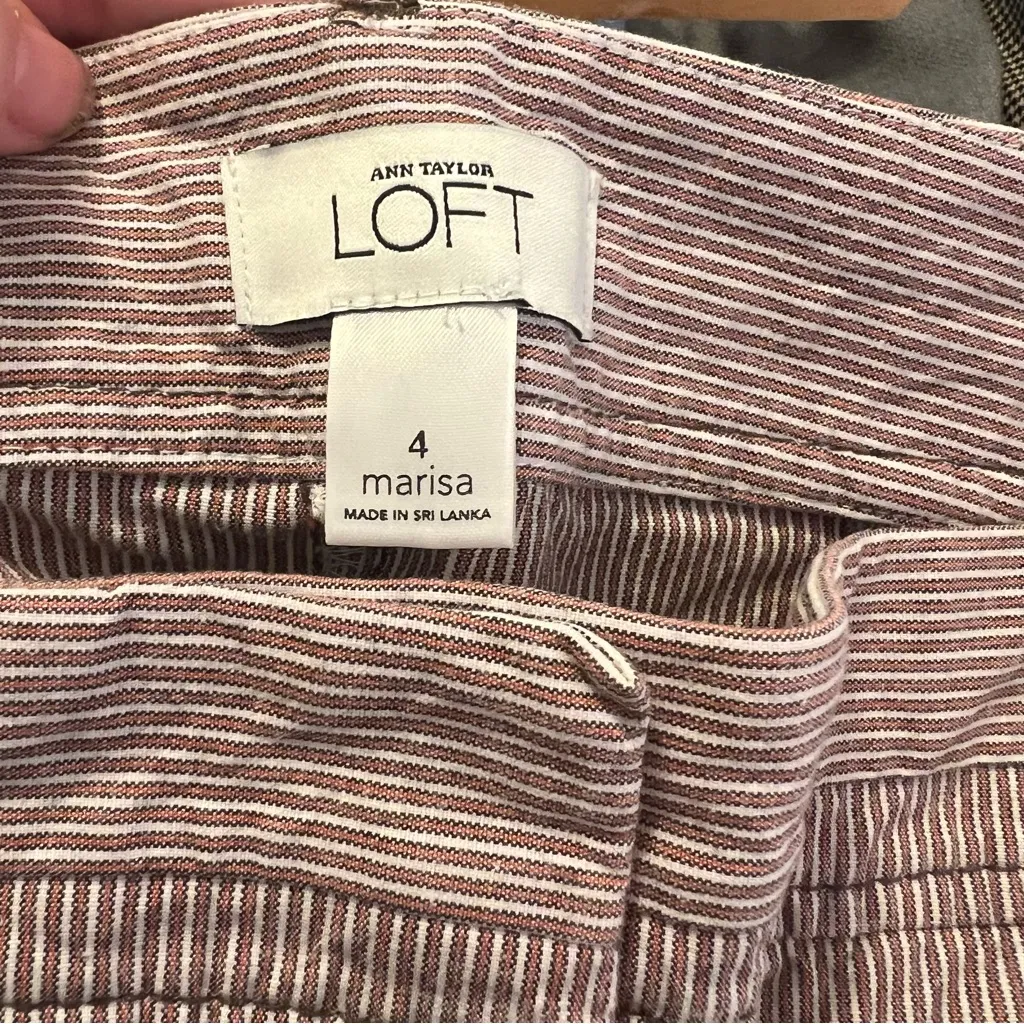 ANN TAYLOR
LOFT
4
marisa
MADE IN SRI LANKA